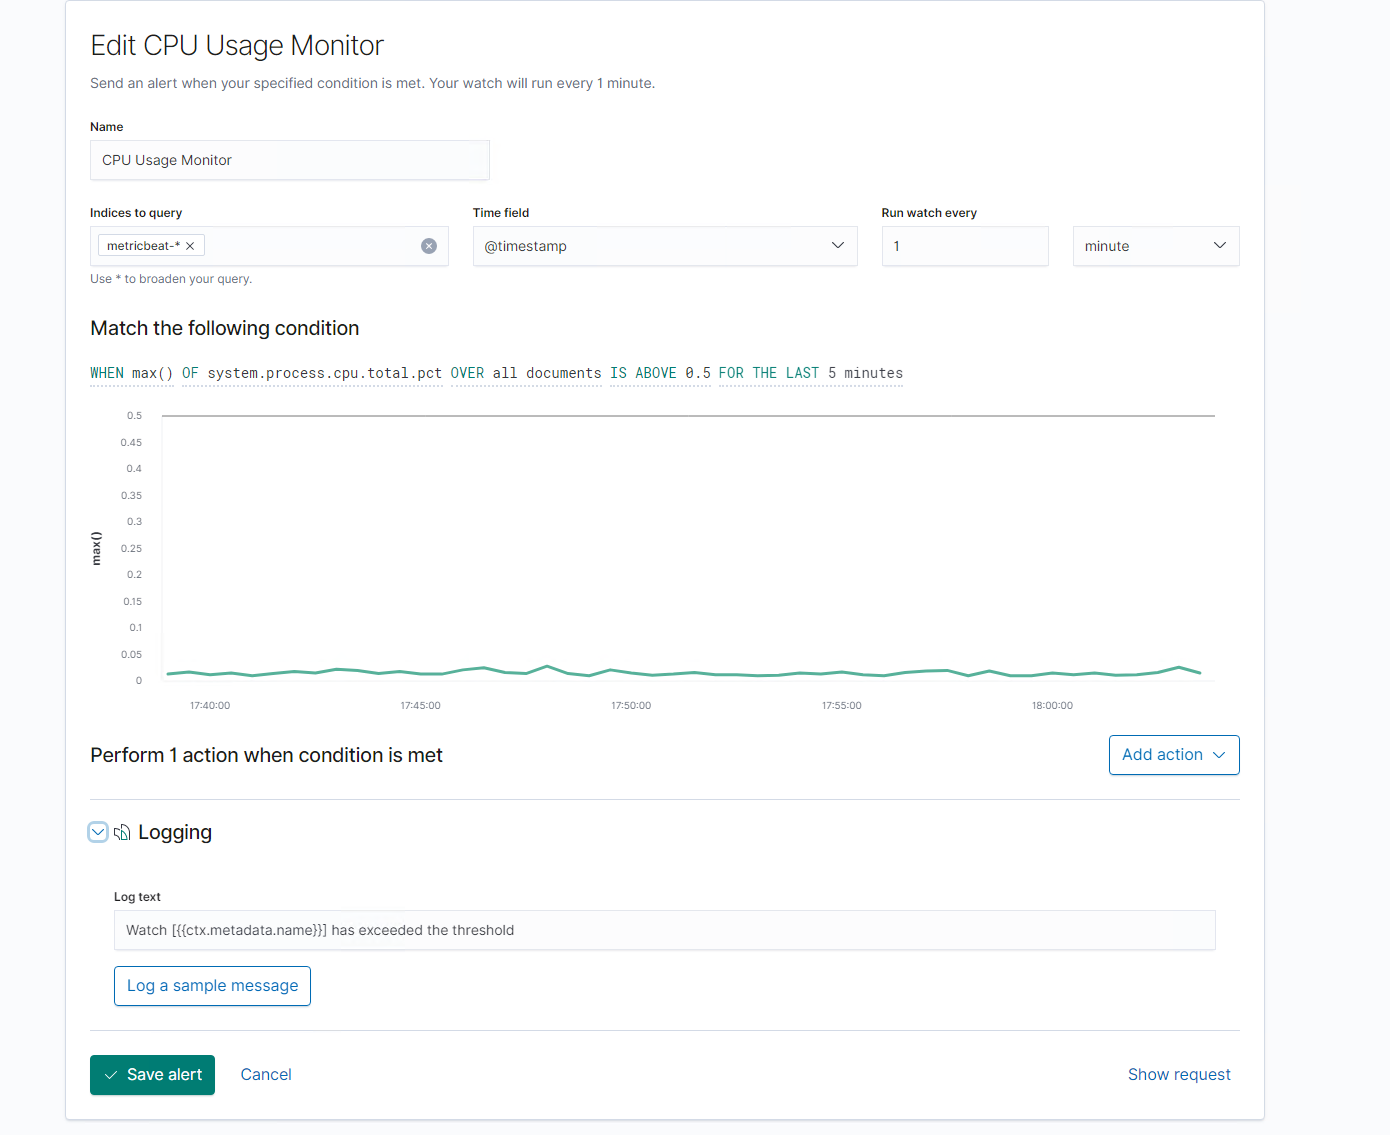 Edit CPU Usage Monitor
Send an alert when your specified condition is met. Your watch will run every 1 minute.
Name
CPU Usage Monitor
Indices to query
Time field
Run watch every
metricbeat-*
@timestamp
1
minute
Use * to broaden your query.
Match the following condition
WHEN max() OF system.process.cpu.total.pct OVER all documents IS ABOVE 0.5 FOR THE LAST 5 minutes
0.5
0.45
0.4
0.35
0.3
0.25
0.2
0.15
0.1
0.05
0
max()
17:40:00 17:45:00 17:50:00 17:55:00 18:00:00
Perform 1 action when condition is met
Add action
Logging
Log text
Watch [{{ctx.metadata.name}}] has exceeded the threshold
Log a sample message
Save alert
Cancel
Show request